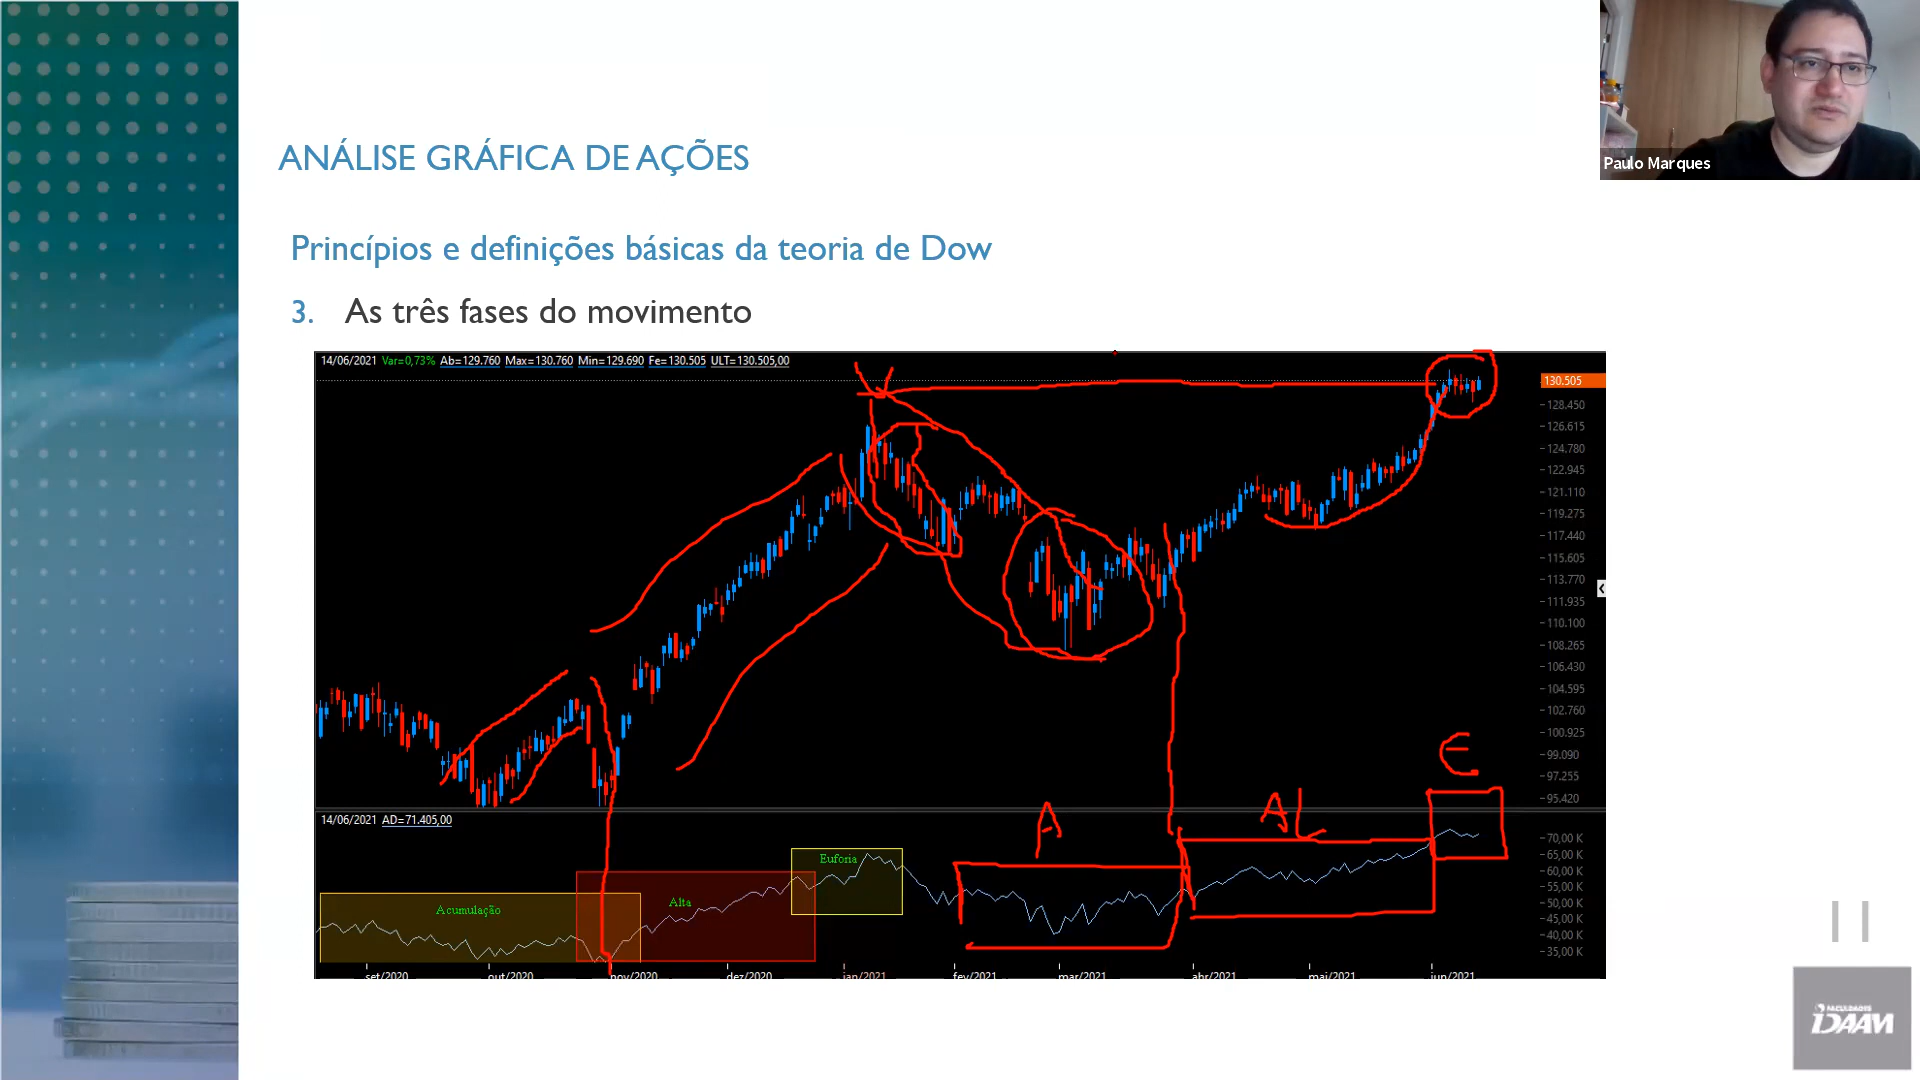 Paulo Marques
ANÁLISE GRÁFICA DE AÇÕES
Princípios e definições básicas da teoria de Dow
3. As três fases do movimento
14/06/2021 Var=0,73% Ab=129.760 Max=130.760 Min=129.690 Fe=130.505 ULT=130.505,00
130.505
128.450
126.615
124.780
122.945
121.110
119.275
117.440
115.605
113.770
111.935
110.100
108.265
106.430
104.595
102.760
100.925
99.090
97.255
95.420
E
A
AL
14/06/2021 AD=71.405,00
70,00 K
65,00 K
60,00 K
55,00 K
50,00 K
45,00 K
40,00 K
35,00 K
Euforia
Alta
Acumulação
set/2020 out/2020 nov/2020 dez/2020 jan/2021 fev/2021 mar/2021 abr/2021 mai/2021 jun/2021
FACULDADES
IDAAM